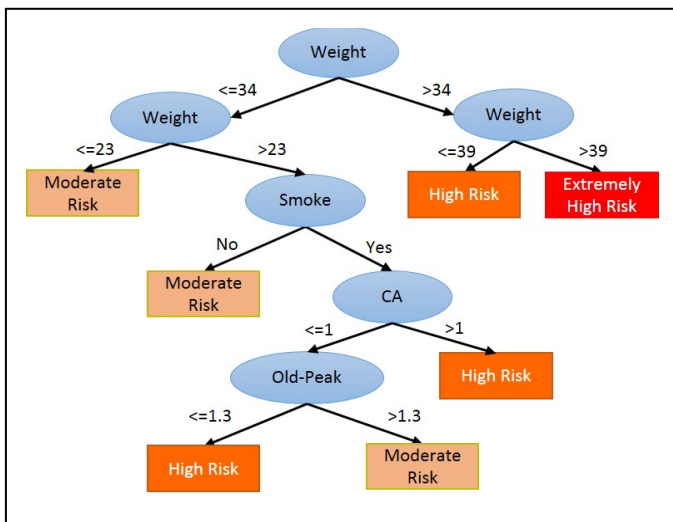 Weight
<=34
>34
Weight
Weight
<=23
>23
<=39
>39
Moderate
Risk
Smoke
High Risk
Extremely
High Risk
No
Yes
Moderate
Risk
CA
<=1
>1
Old-Peak
High Risk
<=1.3
>1.3
High Risk
Moderate
Risk